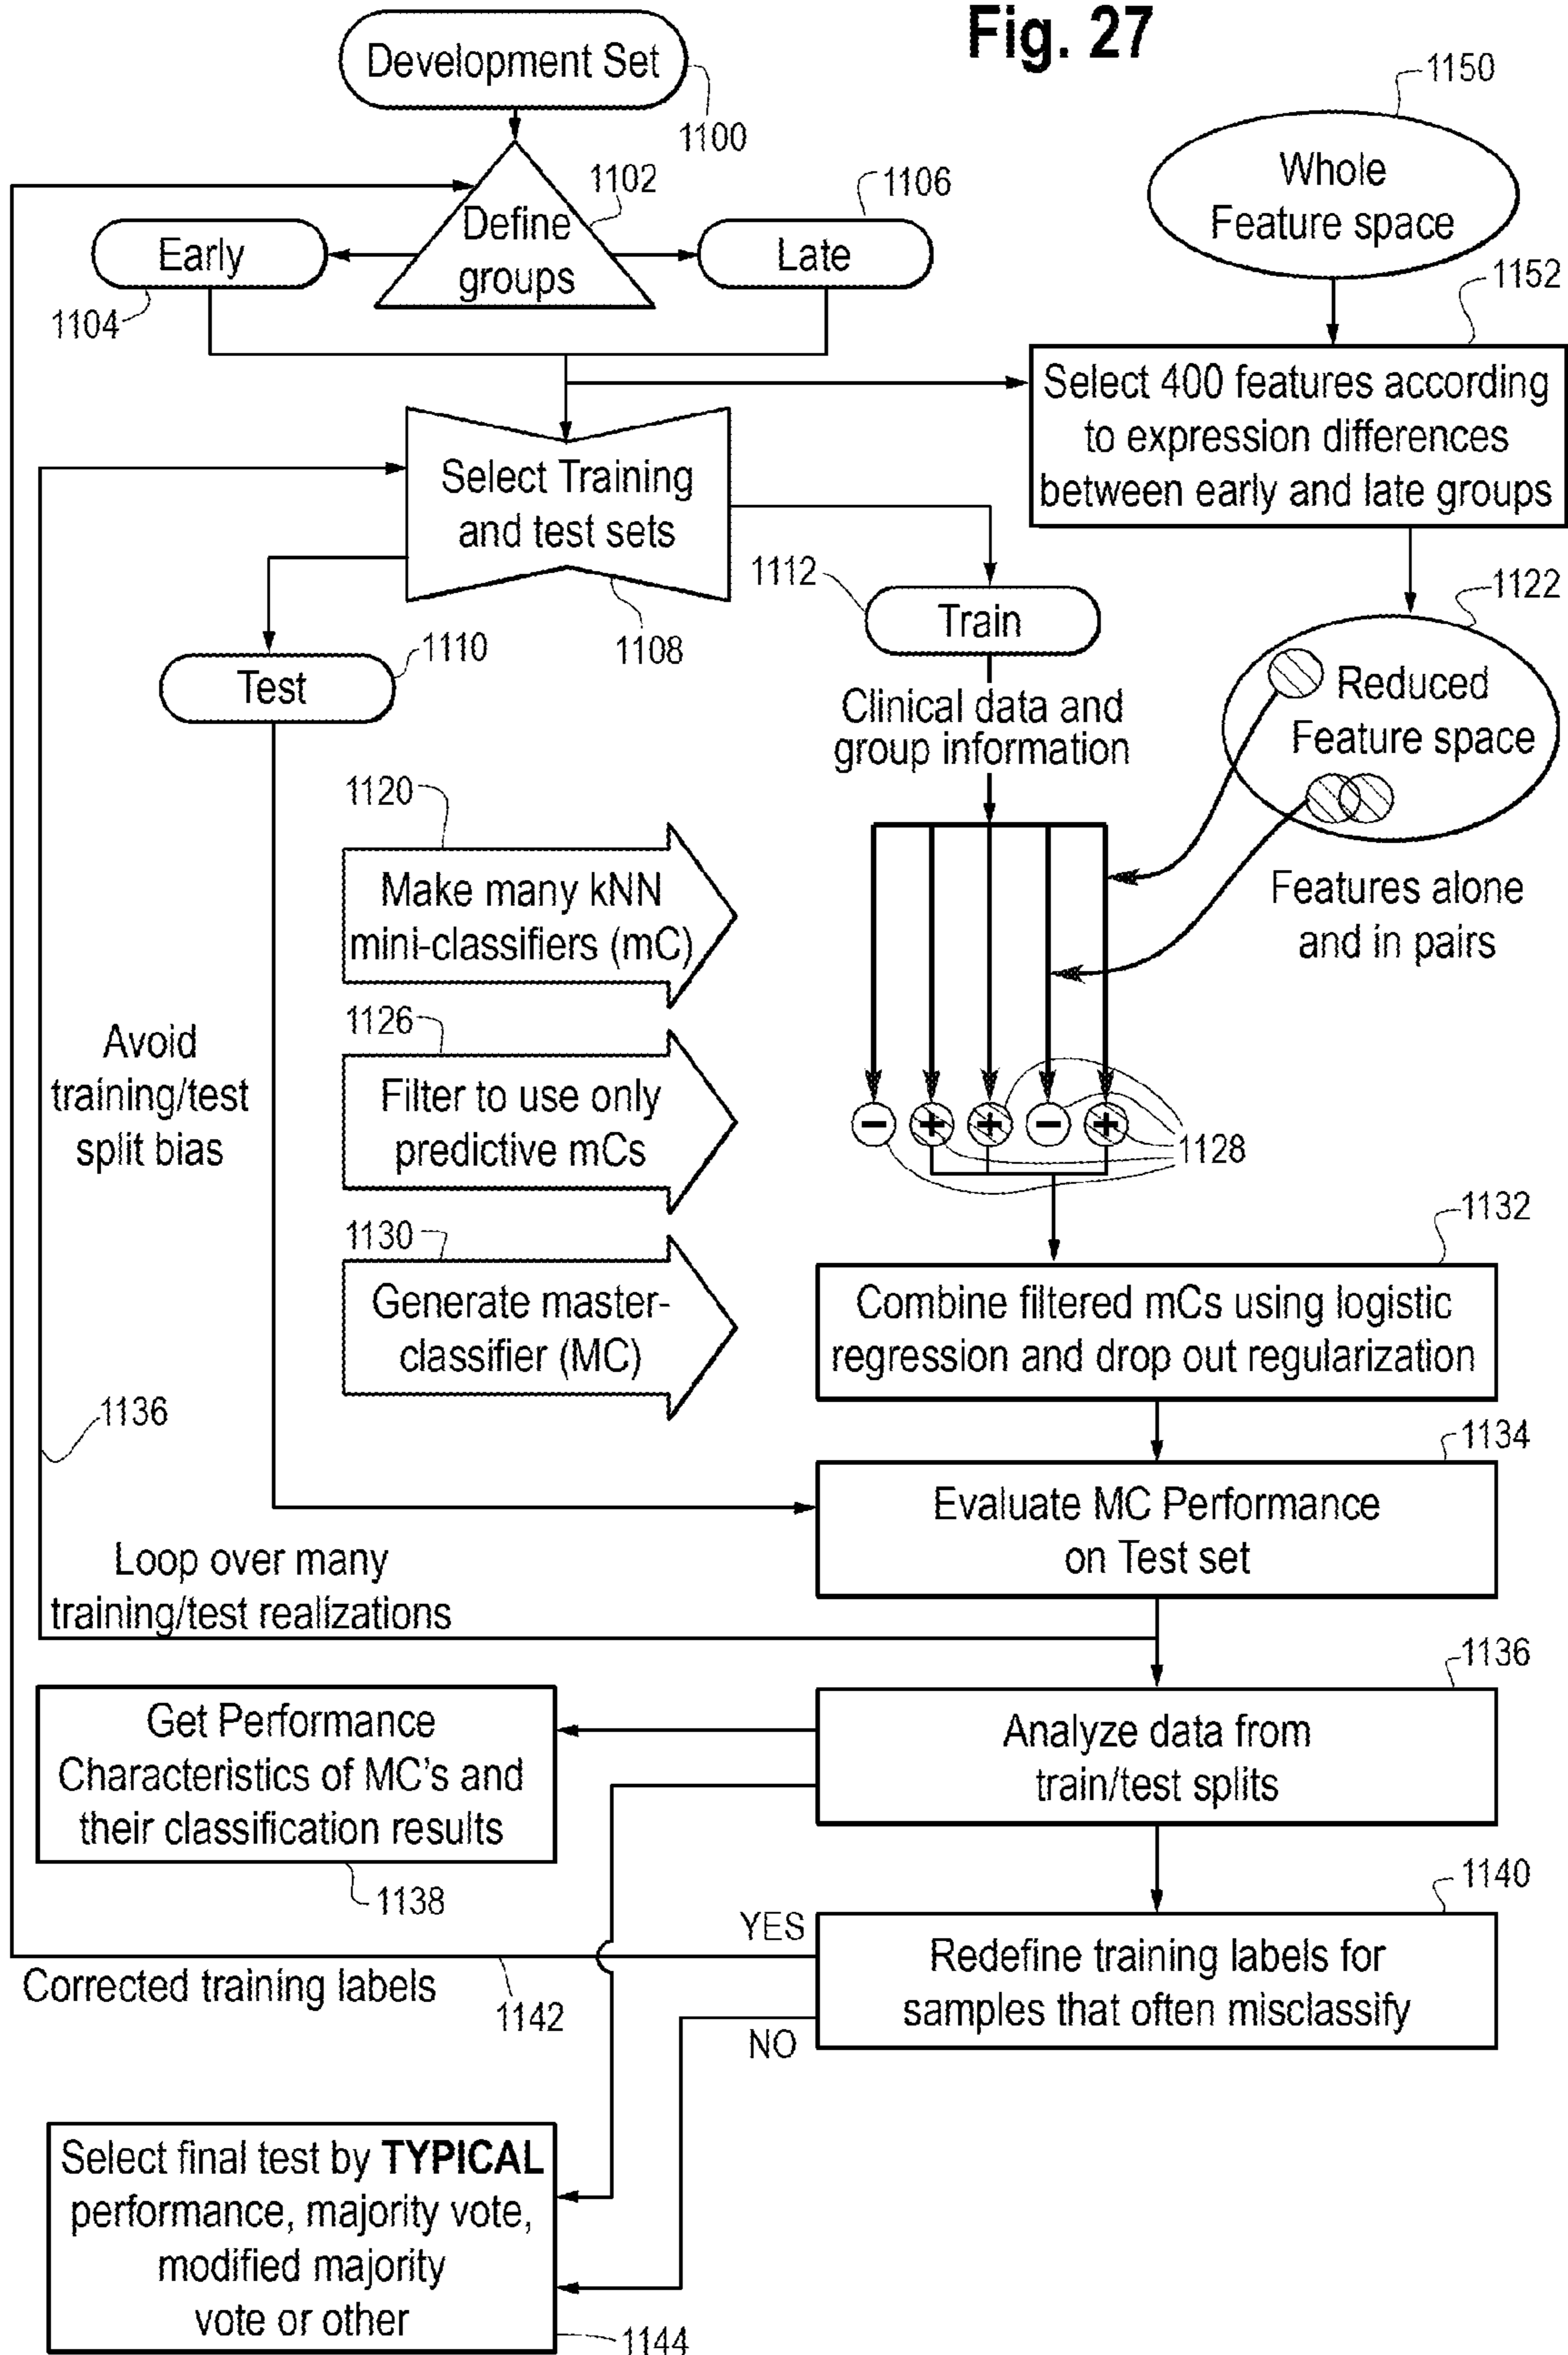 Fig. 27
Development Set
1100
1150
Whole
Feature space
1102
Define
groups
1106
Early
Late
1104
1152
Select 400 features according
to expression differences
between early and late groups
Select Training
and test sets
1108
1112
Train
1122
Reduced
Feature space
Test
1110
Clinical data and
group information
Features alone
and in pairs
1120
Make many kNN
mini-classifiers (mC)
Avoid
training/test
split bias
1126
Filter to use only
predictive mCs
−
+
+
−
+
1128
1130
Generate master-
classifier (MC)
1132
Combine filtered mCs using logistic
regression and drop out regularization
1136
1134
Evaluate MC Performance
on Test set
Loop over many
training/test realizations
1136
Analyze data from
train/test splits
Get Performance
Characteristics of MC's and
their classification results
1138
1140
YES
Redefine training labels for
samples that often misclassify
Corrected training labels
1142
NO
Select final test by TYPICAL
performance, majority vote,
modified majority
vote or other
1144